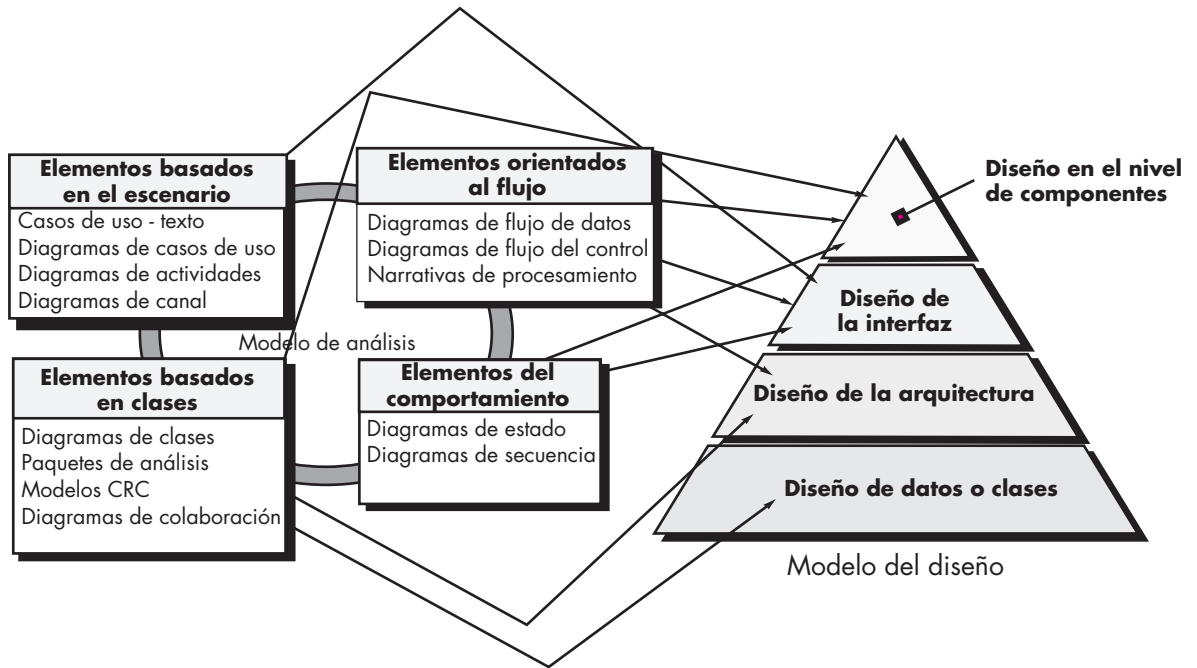 Elementos basados
en el escenario
Casos de uso - texto
Diagramas de casos de uso
Diagramas de actividades
Diagramas de canal
Elementos orientados
al flujo
Diagramas de flujo de datos
Diagramas de flujo del control
Narrativas de procesamiento
Modelo de análisis
Elementos basados
en clases
Diagramas de clases
Paquetes de análisis
Modelos CRC
Diagramas de colaboración
Elementos del
comportamiento
Diagramas de estado
Diagramas de secuencia
Diseño en el nivel
de componentes
Diseño de
la interfaz
Diseño de la arquitectura
Diseño de datos o clases
Modelo del diseño